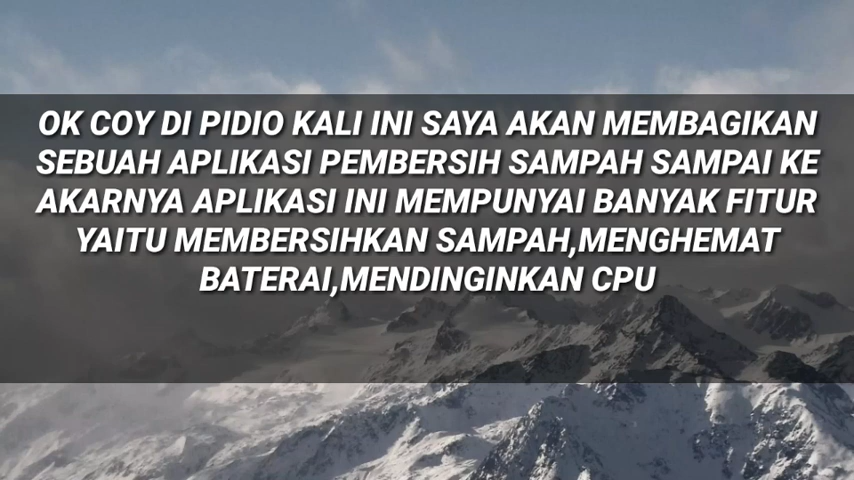 OK COY DI PIDIO KALI INI SAYA AKAN MEMBAGIKAN
SEBUAH APLIKASI PEMBERSIH SAMPAH SAMPAI KE
AKARNYA APLIKASI INI MEMPUNYAI BANYAK FITUR
YAITU MEMBERSIHKAN SAMPAH,MENGHEMAT
BATERAI,MENDINGINKAN CPU